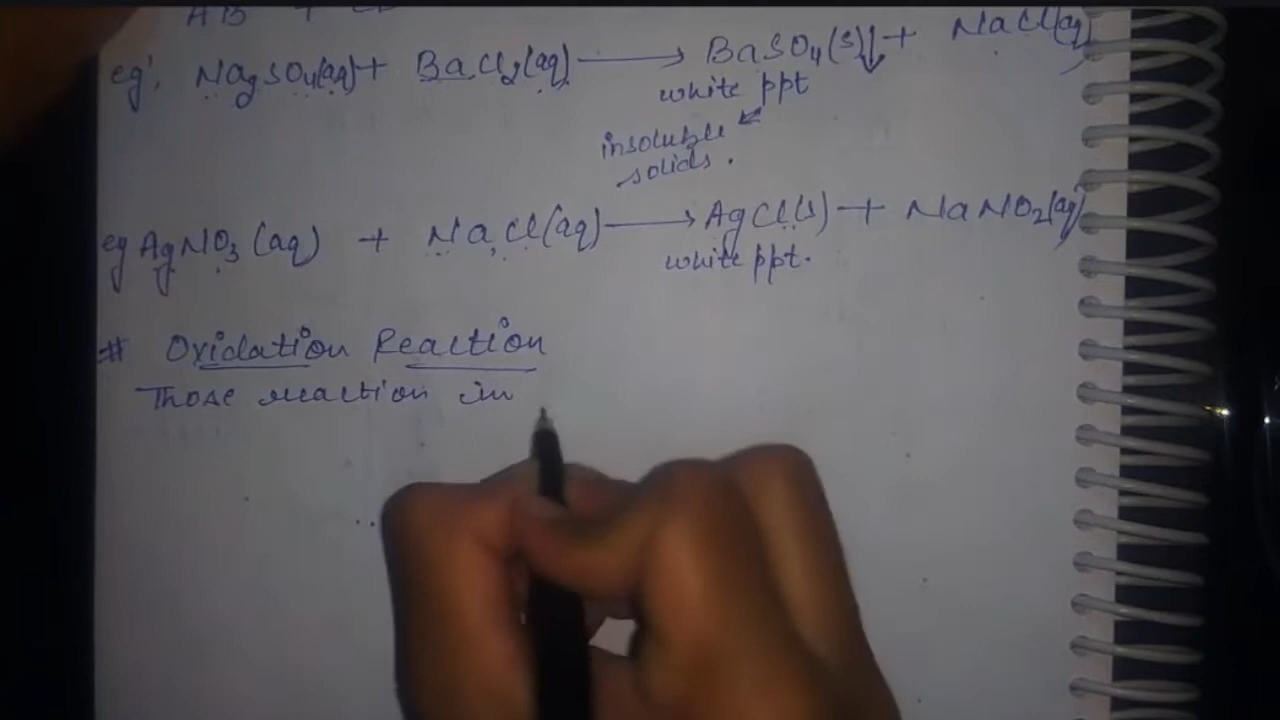 AB +
eg'. Na2SO4(aq) + BaCl2(aq) → BaSO4(s)↓ + NaCl(aq)
white ppt
insoluble
solids.
eg AgNO3 (aq) + NaCl(aq) → AgCl(s) + NaNO2(aq)
white ppt.
# Oxidation Reaction
Those reaction in